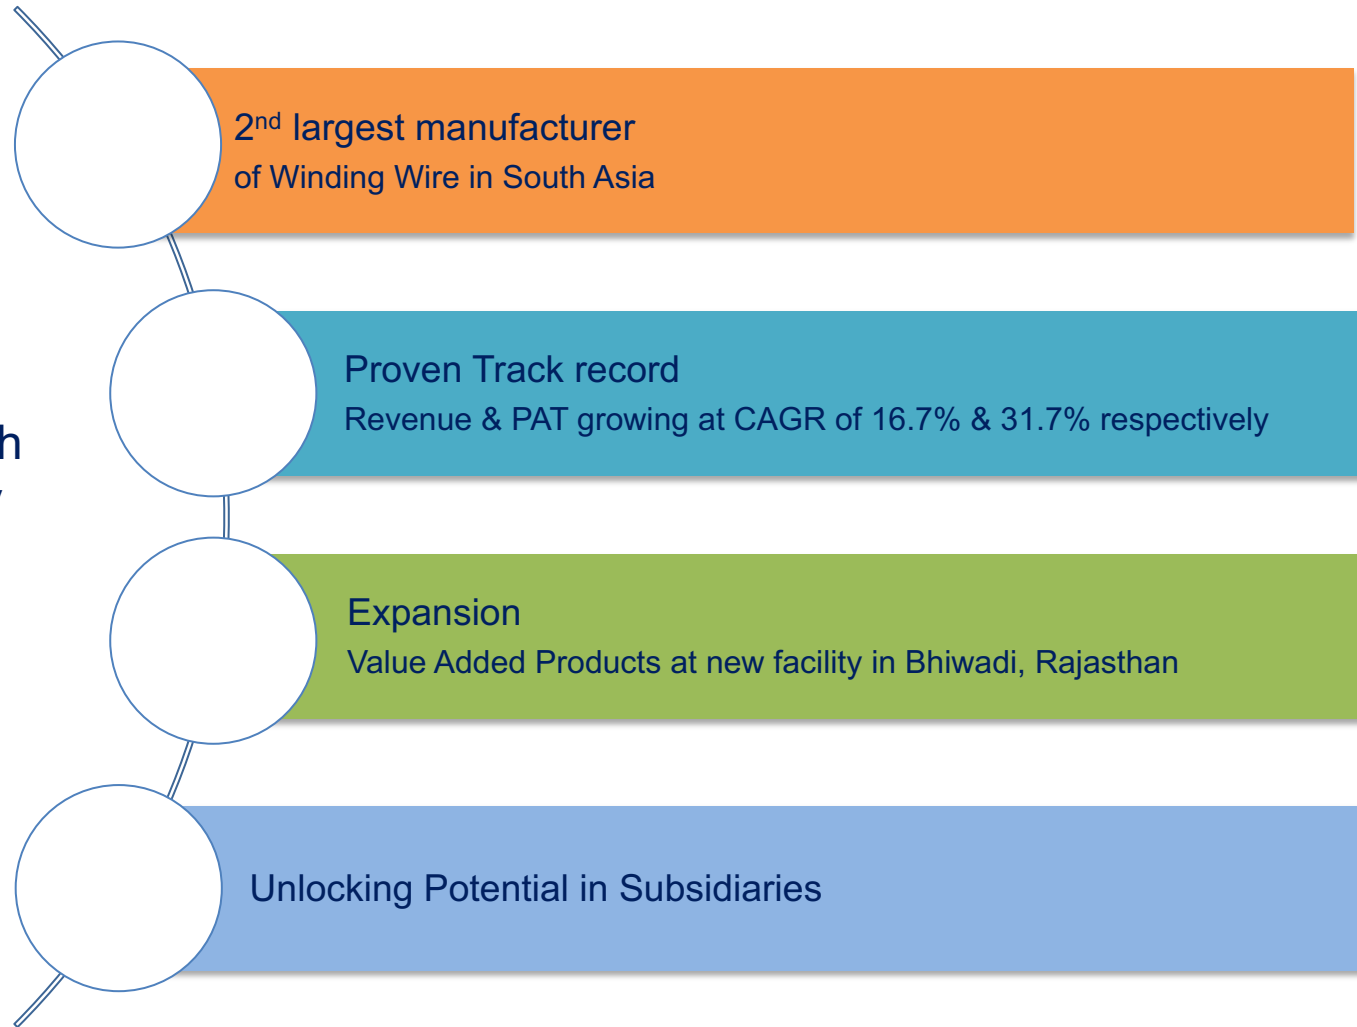 2nd largest manufacturer
of Winding Wire in South Asia
Proven Track record
Revenue & PAT growing at CAGR of 16.7% & 31.7% respectively
Expansion
Value Added Products at new facility in Bhiwadi, Rajasthan
Unlocking Potential in Subsidiaries